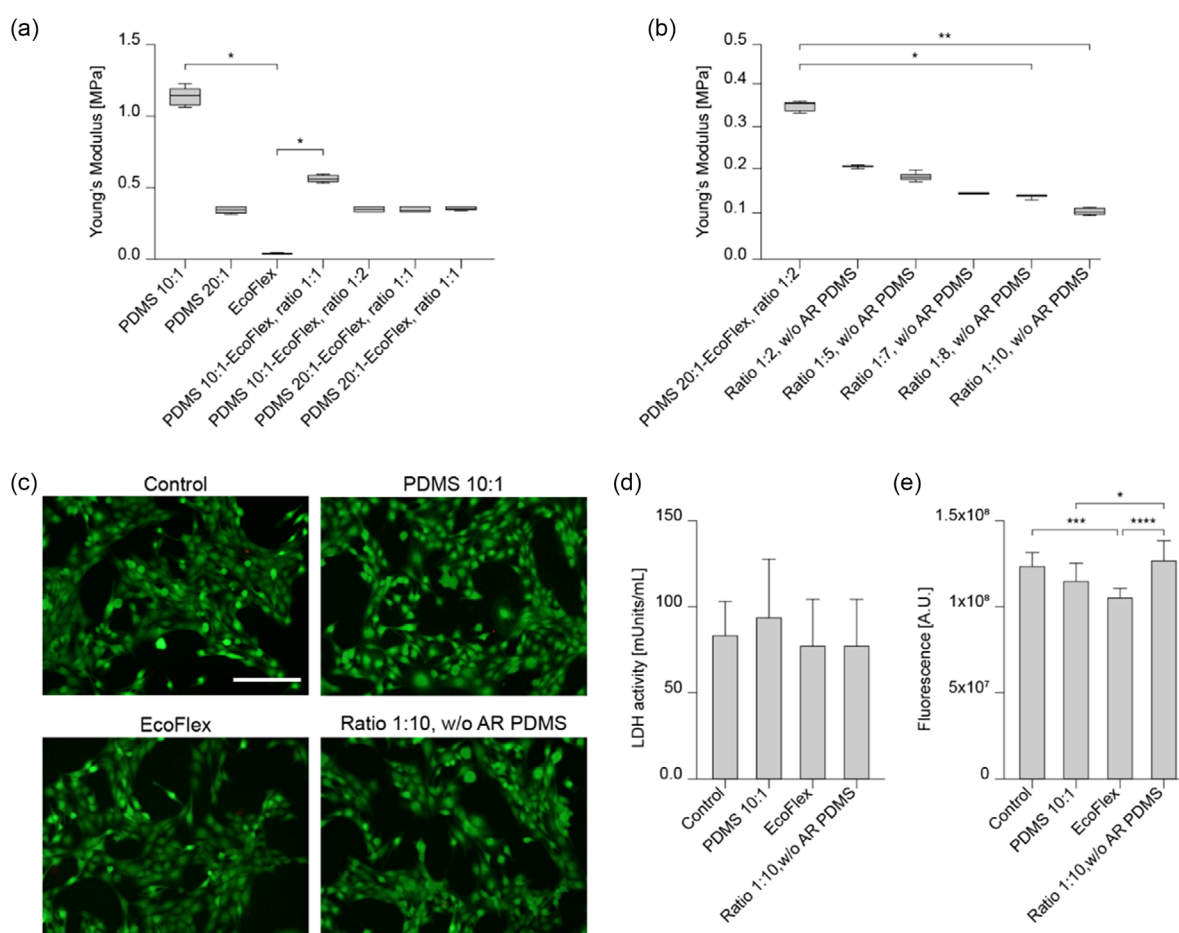 (a)
1.5
1.0
0.5
0.0
Young's Modulus [MPa]
*
*
PDMS 10:1
PDMS 20:1
EcoFlex
PDMS 10:1-EcoFlex, ratio 1:1
PDMS 10:1-EcoFlex, ratio 1:2
PDMS 20:1-EcoFlex, ratio 1:1
PDMS 20:1-EcoFlex, ratio 1:1
(b)
0.5
0.4
0.3
0.2
0.1
0.0
Young's Modulus [MPa]
**
*
PDMS 20:1-EcoFlex, ratio 1:2
Ratio 1:2, w/o AR PDMS
Ratio 1:5, w/o AR PDMS
Ratio 1:7, w/o AR PDMS
Ratio 1:8, w/o AR PDMS
Ratio 1:10, w/o AR PDMS
(c)
Control
PDMS 10:1
EcoFlex
Ratio 1:10, w/o AR PDMS
(d)
150
100
50
0.0
LDH activity [mUnits/mL]
Control
PDMS 10:1
EcoFlex
Ratio 1:10,w/o AR PDMS
(e)
1.5x10⁸
1x10⁸
5x10⁷
0
Fluorescence [A.U.]
*
***
****
Control
PDMS 10:1
EcoFlex
Ratio 1:10,w/o AR PDMS